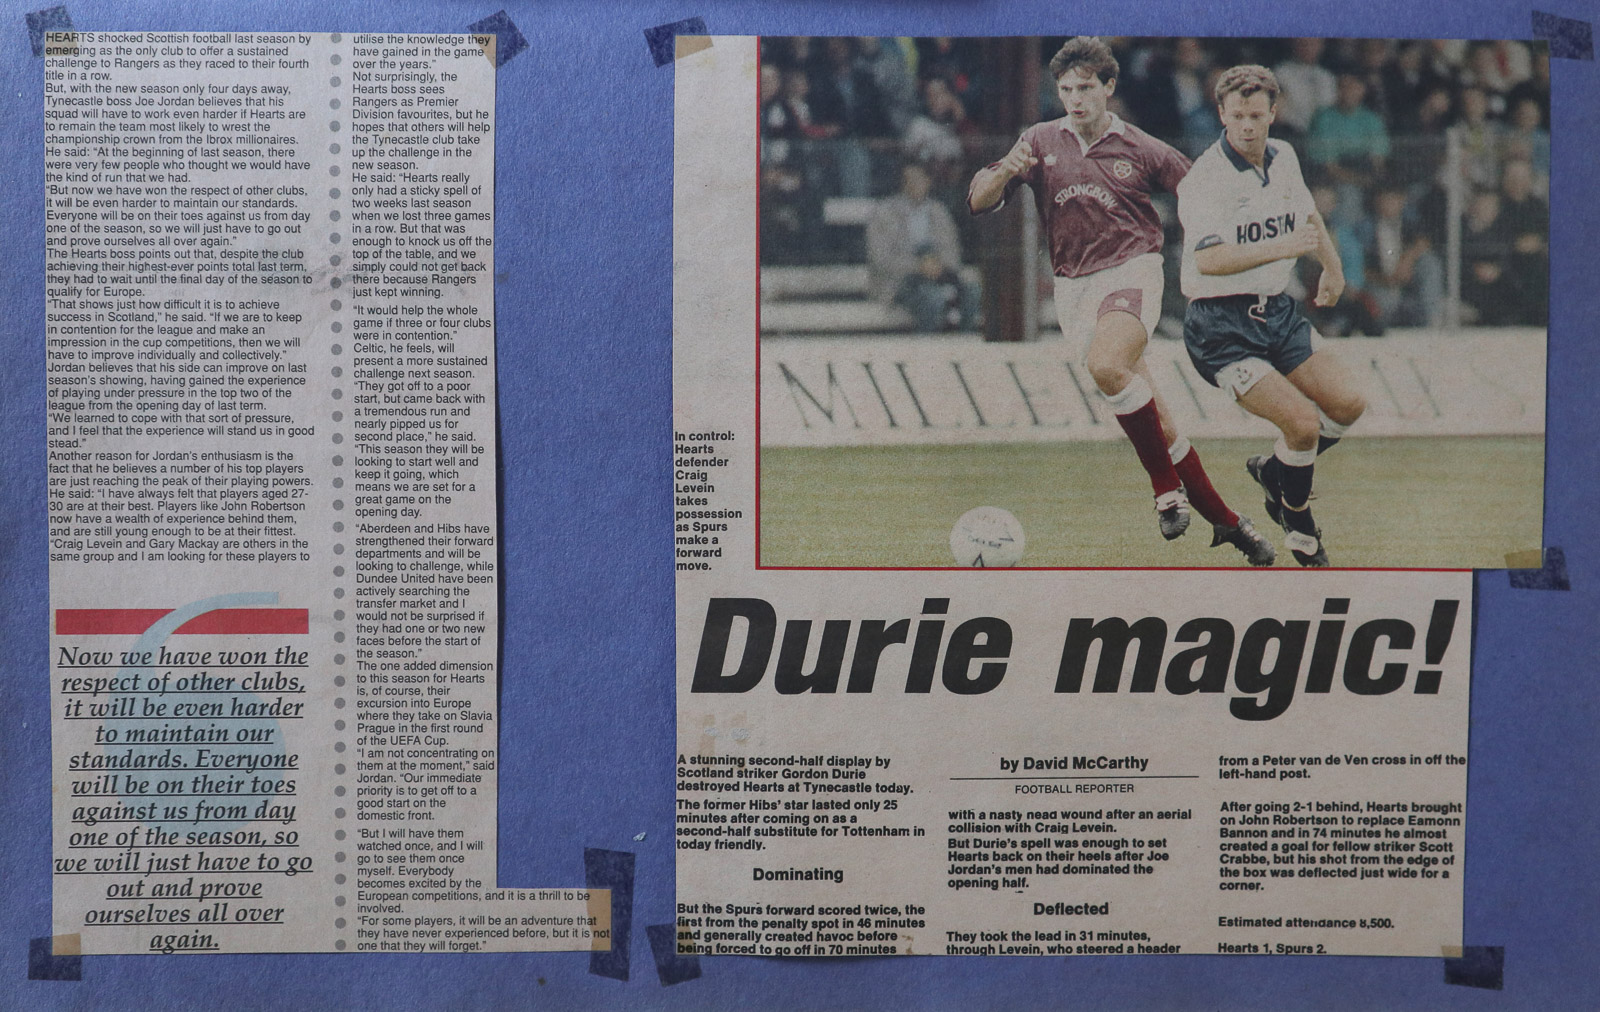 HEARTS shocked Scottish football last season by
emerging as the only club to offer a sustained
challenge to Rangers as they raced to their fourth
title in a row.
But, with the new season only four days away,
Tynecastle boss Joe Jordan believes that his
squad will have to work even harder if Hearts are
to remain the team most likely to wrest the
championship crown from the Ibrox millionaires.
He said: “At the beginning of last season, there
were very few people who thought we would have
the kind of run that we had.
“But now we have won the respect of other clubs,
it will be even harder to maintain our standards.
Everyone will be on their toes against us from day
one of the season, so we will just have to go out
and prove ourselves all over again.”
The Hearts boss points out that, despite the club
achieving their highest-ever points total last term,
they had to wait until the final day of the season to
qualify for Europe.
“That shows just how difficult it is to achieve
success in Scotland,” he said. “If we are to keep
in contention for the league and make an
impression in the cup competitions, then we will
have to improve individually and collectively.”
Jordan believes that his side can improve on last
season's showing, having gained the experience
of playing under pressure in the top two of the
league from the opening day of last term.
“We learned to cope with that sort of pressure,
and I feel that the experience will stand us in good
stead.”
Another reason for Jordan's enthusiasm is the
fact that he believes a number of his top players
are just reaching the peak of their playing powers.
He said: “I have always felt that players aged 27-
30 are at their best. Players like John Robertson
now have a wealth of experience behind them,
and are still young enough to be at their fittest.
“Craig Levein and Gary Mackay are others in the
same group and I am looking for these players to
Now we have won the
respect of other clubs,
it will be even harder
to maintain our
standards. Everyone
will be on their toes
against us from day
one of the season, so
we will just have to go
out and prove
ourselves all over
again.
utilise the knowledge they
have gained in the game
over the years.”
Not surprisingly, the
Hearts boss sees
Rangers as Premier
Division favourites, but he
hopes that others will help
the Tynecastle club take
up the challenge in the
new season.
He said: “Hearts really
only had a sticky spell of
two weeks last season
when we lost three games
in a row. But that was
enough to knock us off the
top of the table, and we
simply could not get back
there because Rangers
just kept winning.
“It would help the whole
game if three or four clubs
were in contention.”
Celtic, he feels, will
present a more sustained
challenge next season.
“They got off to a poor
start, but came back with
a tremendous run and
nearly pipped us for
second place,” he said.
“This season they will be
looking to start well and
keep it going, which
means we are set for a
great game on the
opening day.
“Aberdeen and Hibs have
strengthened their forward
departments and will be
looking to challenge, while
Dundee United have been
actively searching the
transfer market and I
would not be surprised if
they had one or two new
faces before the start of
the season.”
The one added dimension
to this season for Hearts
is, of course, their
excursion into Europe
where they take on Slavia
Prague in the first round
of the UEFA Cup.
“I am not concentrating on
them at the moment,” said
Jordan. “Our immediate
priority is to get off to a
good start on the
domestic front.
“But I will have them
watched once, and I will
go to see them once
myself. Everybody
becomes excited by the
European competitions, and it is a thrill to be
involved.
“For some players, it will be an adventure that
they have never experienced before, but it is not
one that they will forget.”
STRONGBOW
HOLSTEN
MILLER
In control:
Hearts
defender
Craig
Levein
takes
possession
as Spurs
make a
forward
move.
Durie magic!
A stunning second-half display by
Scotland striker Gordon Durie
destroyed Hearts at Tynecastle today.
The former Hibs' star lasted only 25
minutes after coming on as a
second-half substitute for Tottenham in
today friendly.
Dominating
But the Spurs forward scored twice, the
first from the penalty spot in 46 minutes
and generally created havoc before
being forced to go off in 70 minutes
by David McCarthy
FOOTBALL REPORTER
with a nasty nead wound after an aerial
collision with Craig Levein.
But Durie's spell was enough to set
Hearts back on their heels after Joe
Jordan's men had dominated the
opening half.
Deflected
They took the lead in 31 minutes,
through Levein, who steered a header
from a Peter van de Ven cross in off the
left-hand post.
After going 2-1 behind, Hearts brought
on John Robertson to replace Eamonn
Bannon and in 74 minutes he almost
created a goal for fellow striker Scott
Crabbe, but his shot from the edge of
the box was deflected just wide for a
corner.
Estimated attendance 8,500.
Hearts 1, Spurs 2.